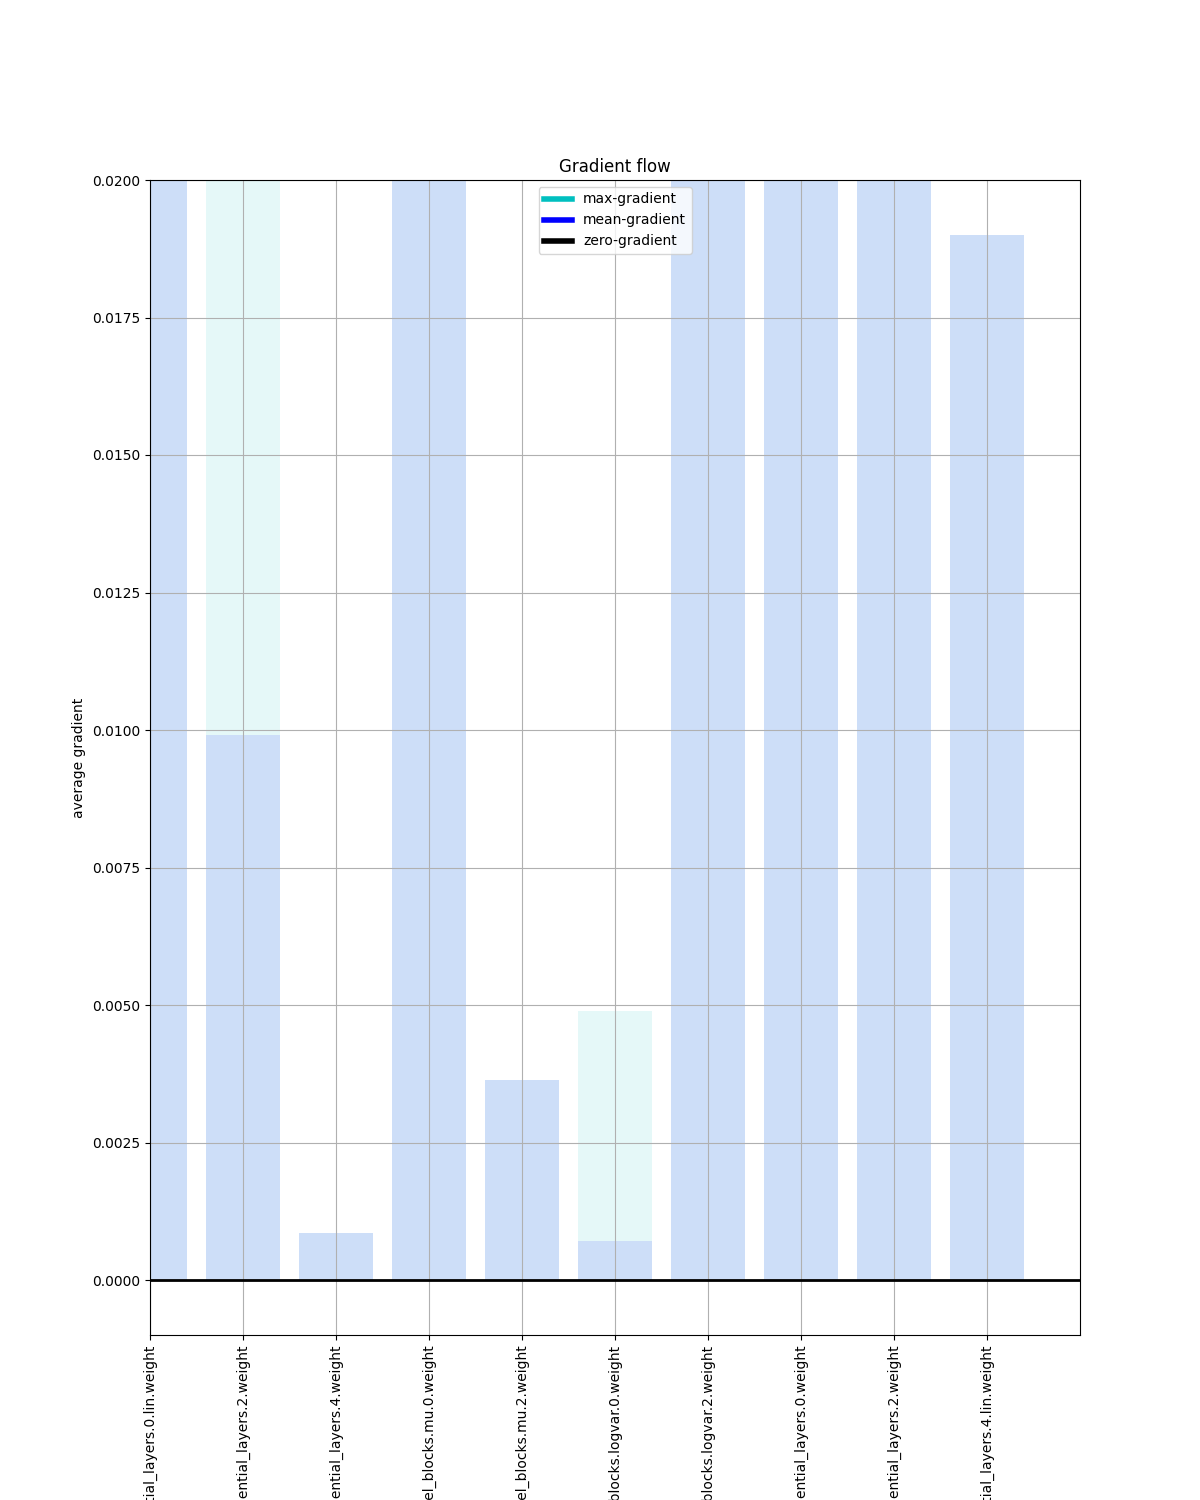 Gradient flow
max-gradient
mean-gradient
zero-gradient
0.0200
0.0175
0.0150
0.0125
0.0100
0.0075
0.0050
0.0025
0.0000
average gradient
tial_layers.0.lin.weight
ential_layers.2.weight
ential_layers.4.weight
el_blocks.mu.0.weight
el_blocks.mu.2.weight
blocks.logvar.0.weight
blocks.logvar.2.weight
ential_layers.0.weight
ential_layers.2.weight
tial_layers.4.lin.weight